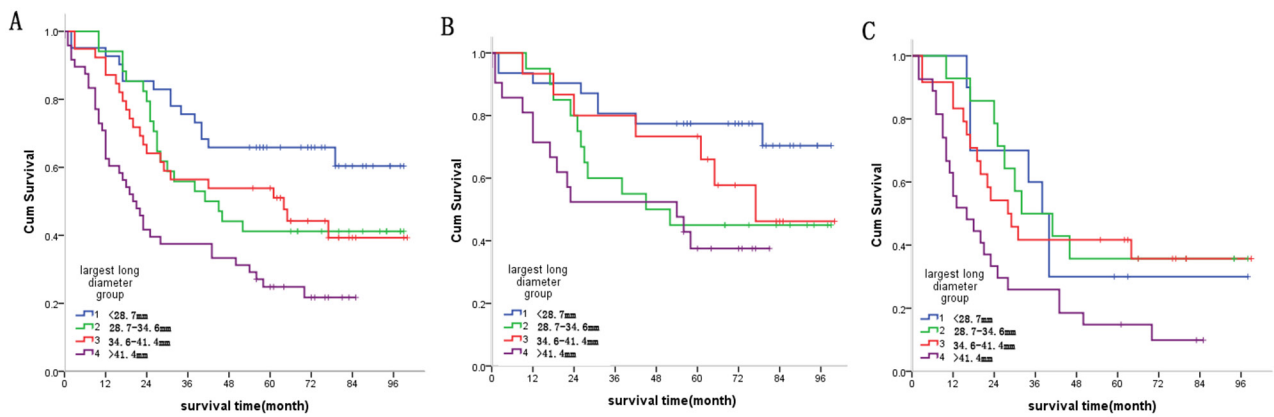 A
Cum Survival
1.0
0.8
0.6
0.4
0.2
0.0
largest long
diameter
group
1 <28.7mm
2 28.7-34.6mm
3 34.6-41.4mm
4 >41.4mm
0 12 24 36 48 60 72 84 96
survival time(month)
B
Cum Survival
1.0
0.8
0.6
0.4
0.2
0.0
largest long
diameter
group
1 <28.7mm
2 28.7-34.6mm
3 34.6-41.4mm
4 >41.4mm
0 12 24 36 48 60 72 84 96
survival time(month)
C
Cum Survival
1.0
0.8
0.6
0.4
0.2
0.0
largest long
diameter
group
1 <28.7mm
2 28.7-34.6mm
3 34.6-41.4mm
4 >41.4mm
0 12 24 36 48 60 72 84 96
survival time(month)